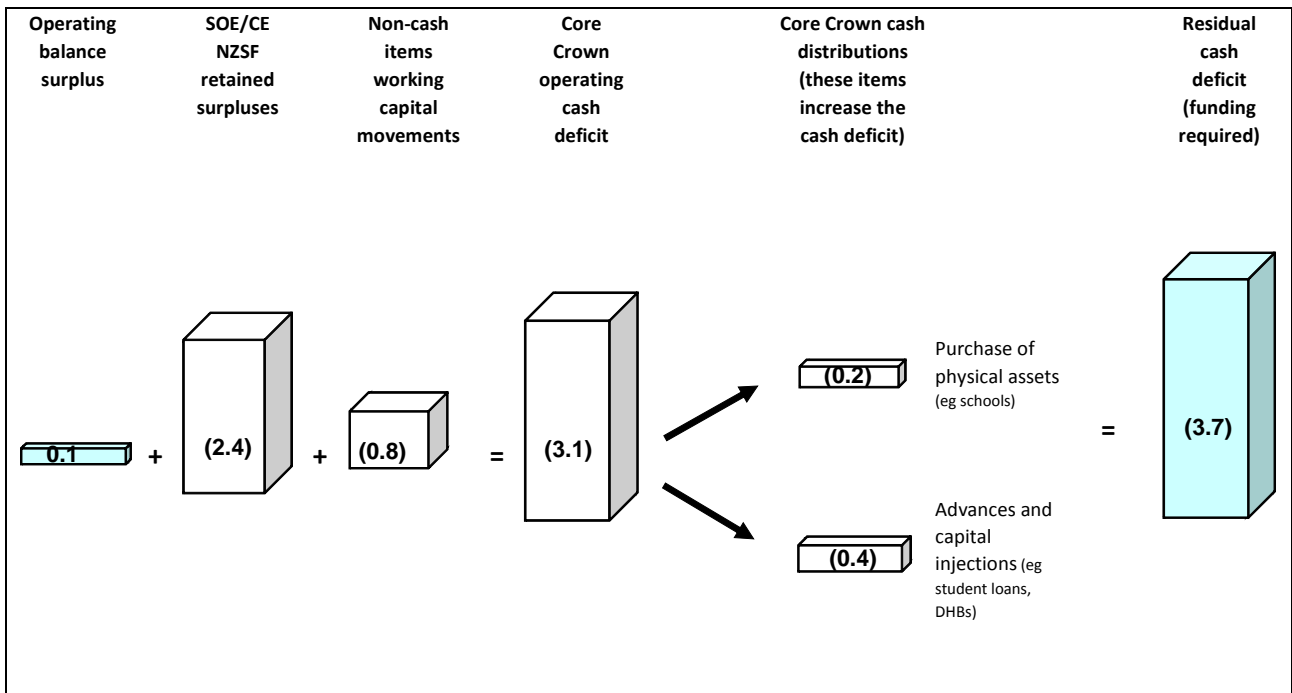 Operating
balance
surplus
SOE/CE
NZSF
retained
surpluses
Non-cash
items
working
capital
movements
Core
Crown
operating
cash
deficit
Core Crown cash
distributions
(these items
increase the
cash deficit)
Residual
cash
deficit
(funding
required)
0.1
+
(2.4)
+
(0.8)
=
(3.1)
(0.2)
Purchase of
physical assets
(eg schools)
(0.4)
Advances and
capital
injections (eg
student loans,
DHBs)
=
(3.7)